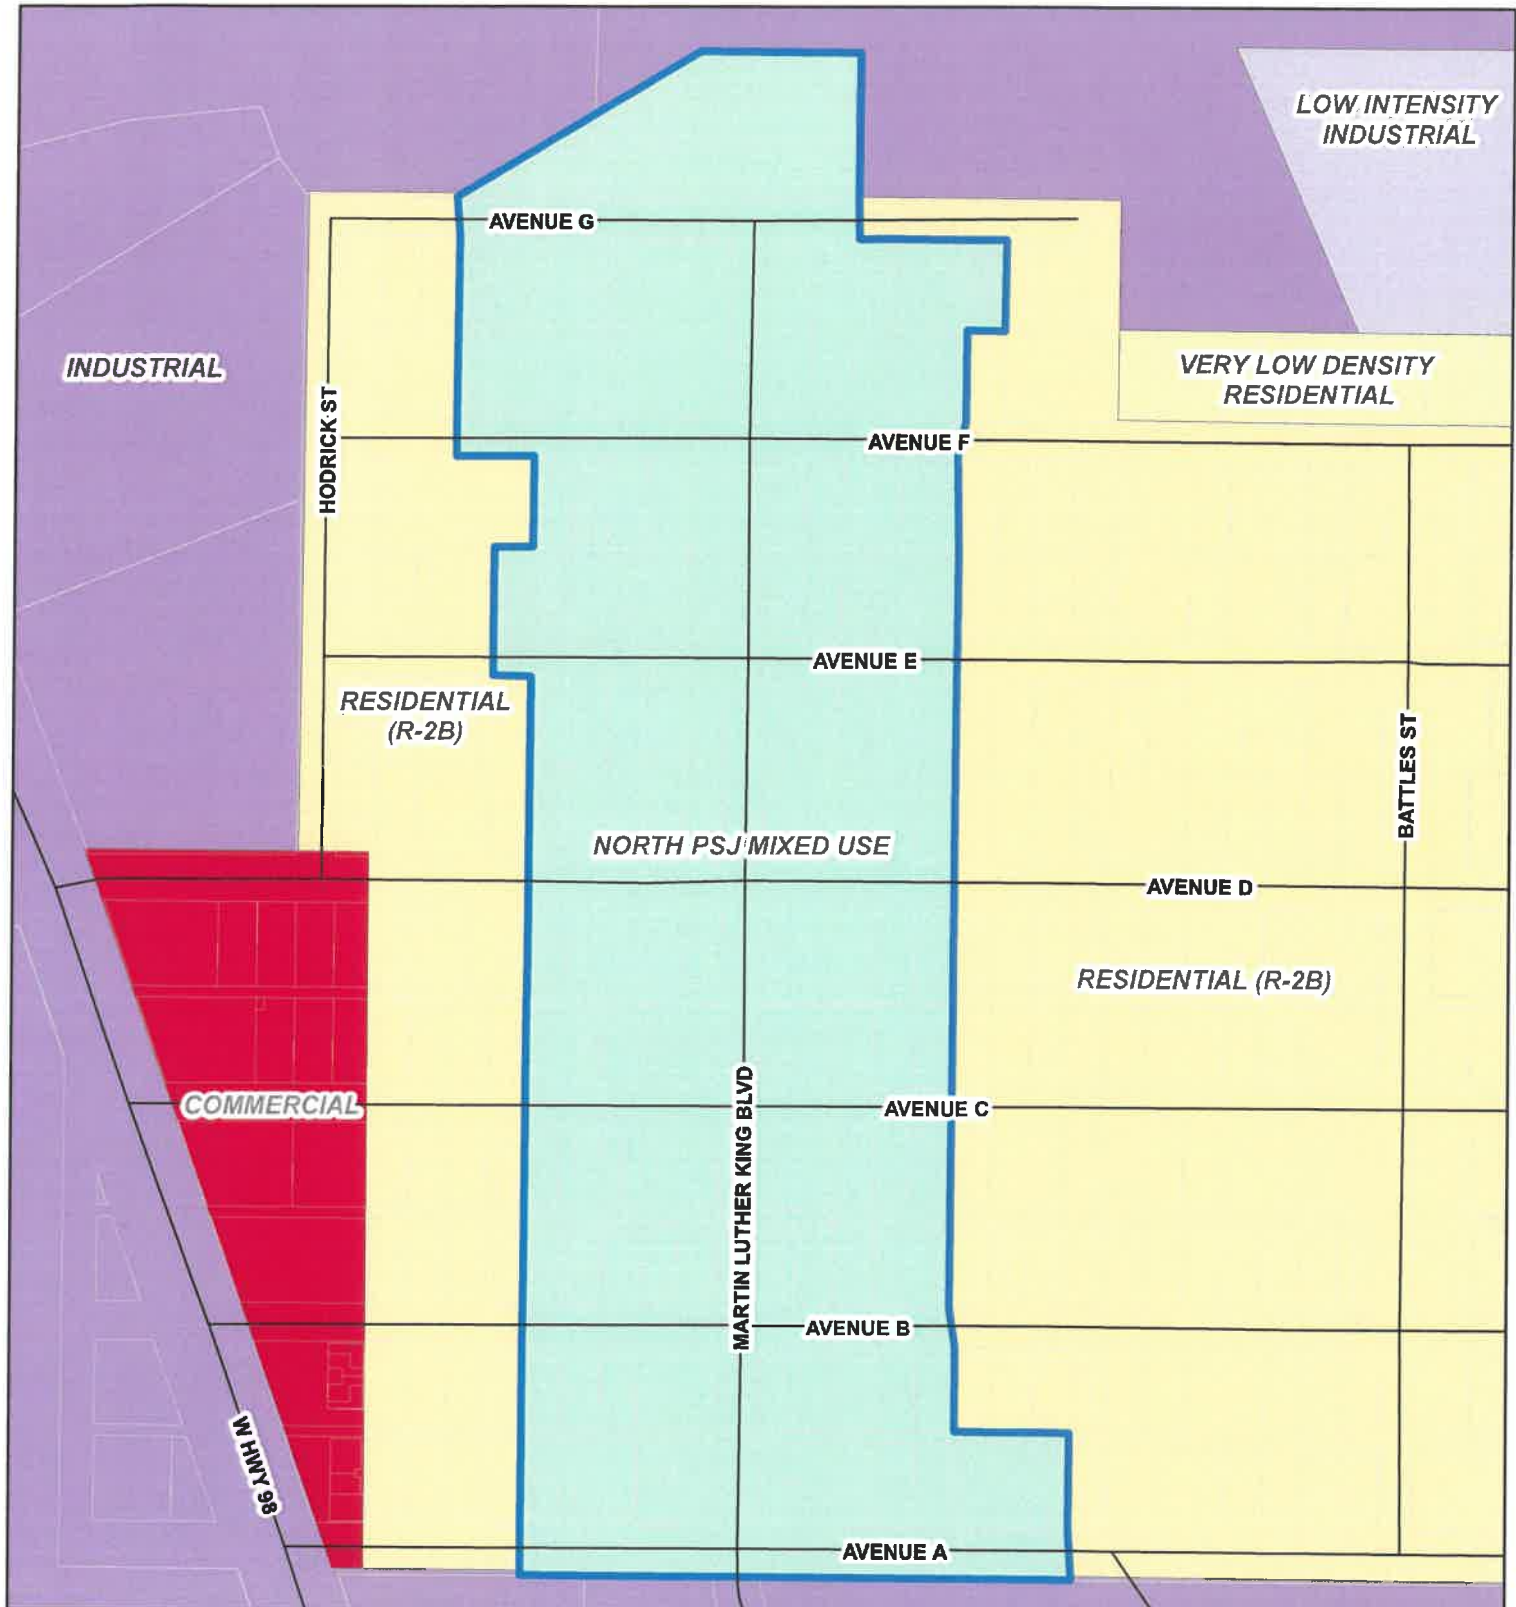 LOW INTENSITY
INDUSTRIAL
AVENUE G
INDUSTRIAL
VERY LOW DENSITY
RESIDENTIAL
HODRICK ST
AVENUE F
AVENUE E
RESIDENTIAL
(R-2B)
BATTLES ST
NORTH PSJ MIXED USE
AVENUE D
RESIDENTIAL (R-2B)
COMMERCIAL
AVENUE C
MARTIN LUTHER KING BLVD
AVENUE B
W HWY 98
AVENUE A